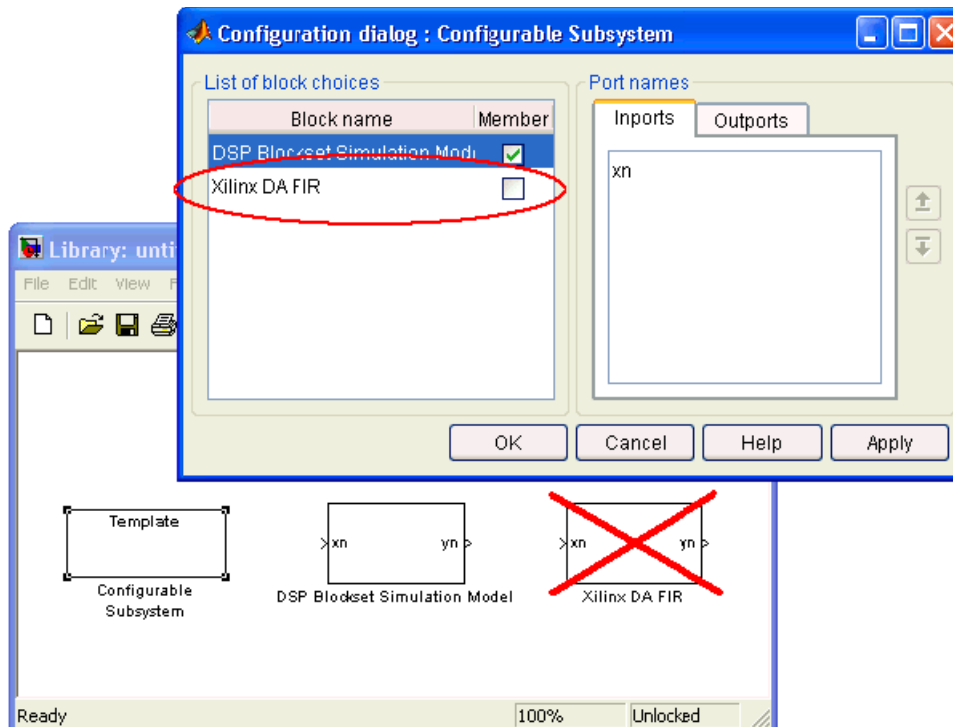 Configuration dialog : Configurable Subsystem
List of block choices
Block name Member
DSP Blockset Simulation Modu
Xilinx DA FIR
Port names
Inports Outports
xn
OK Cancel Help Apply
Library: unti
File Edit View F
Template
Configurable
Subsystem
xn yn
DSP Blockset Simulation Model
xn yn
Xilinx DA FIR
Ready 100% Unlocked